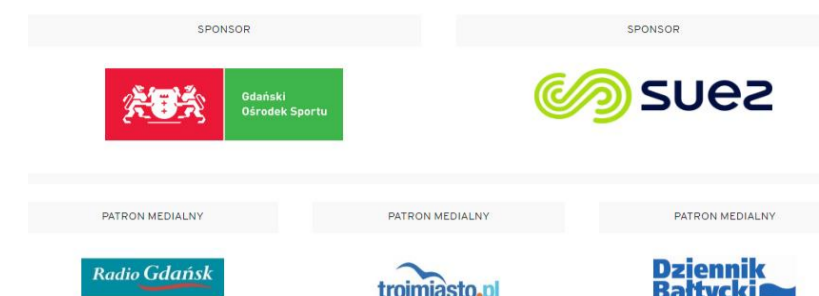 SPONSOR
SPONSOR
Gdański
Ośrodek Sportu
suez
PATRON MEDIALNY
PATRON MEDIALNY
PATRON MEDIALNY
Radio Gdańsk
trojmiasto.pl
Dziennik
Bałtycki